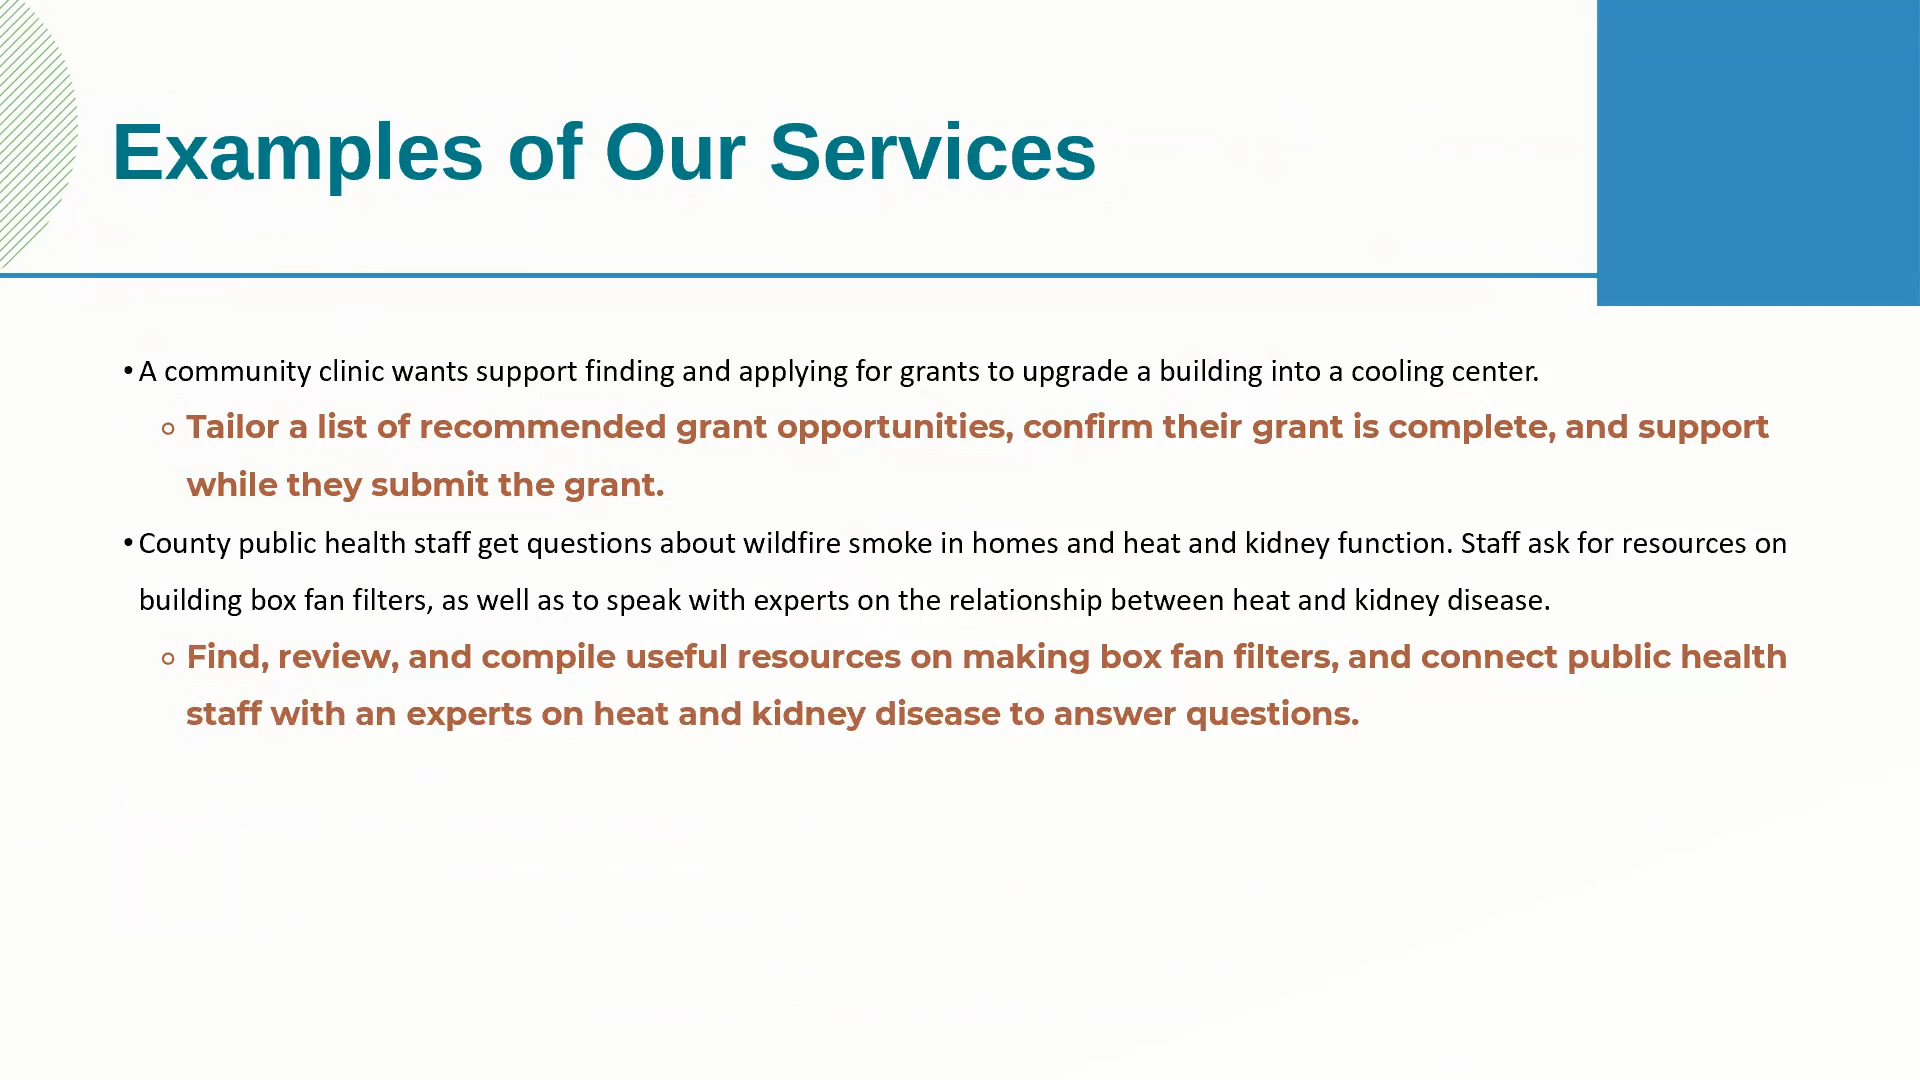 Examples of Our Services
• A community clinic wants support finding and applying for grants to upgrade a building into a cooling center.
○ Tailor a list of recommended grant opportunities, confirm their grant is complete, and support
while they submit the grant.
• County public health staff get questions about wildfire smoke in homes and heat and kidney function. Staff ask for resources on
building box fan filters, as well as to speak with experts on the relationship between heat and kidney disease.
○ Find, review, and compile useful resources on making box fan filters, and connect public health
staff with an experts on heat and kidney disease to answer questions.